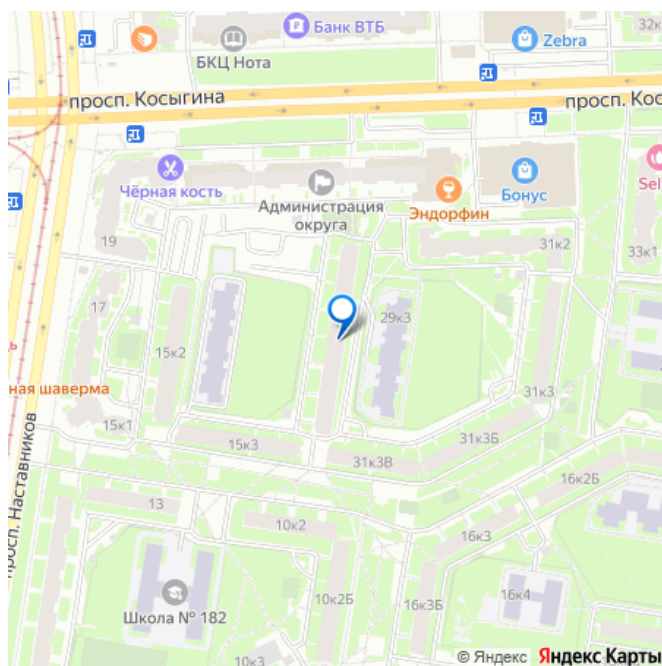 Банк ВТБ
Zebra
32к
БКЦ Нота
просп. Косыгина
просп. Кос
Чёрная кость
Администрация
округа
Эндорфин
Бонус
Sel
19
31к2
33к1
17
29к3
15к2
ная шаверма
31к3
15к1
15к3
31к3Б
31к3В
16к2Б
просп. Наставников
13
10к2
16к3
Школа № 182
10к2Б
16к3Б
16к4
© Яндекс Яндекс Карты